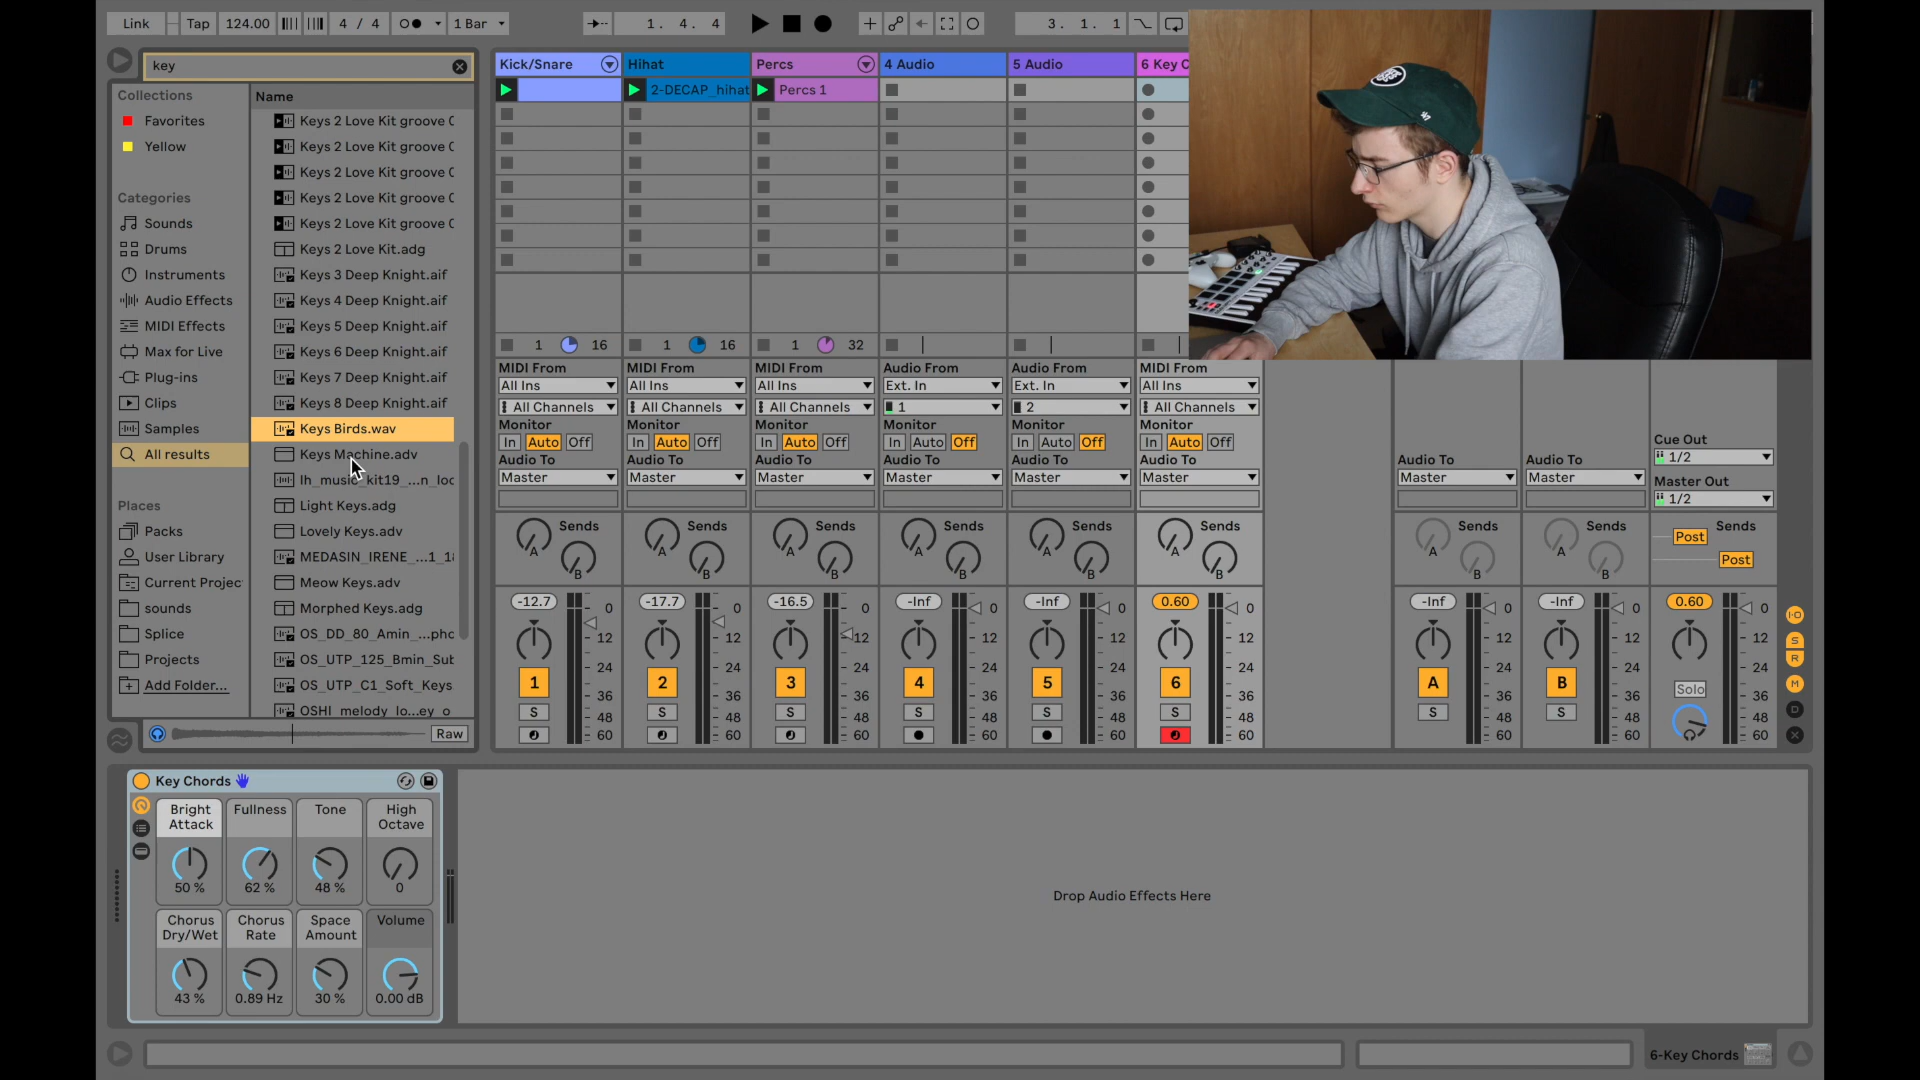 Link Tap 124.00 4 / 4 1 Bar 1. 4. 4 3. 1. 1
key
Collections
Favorites
Yellow
Categories
Sounds
Drums
Instruments
Audio Effects
MIDI Effects
Max for Live
Plug-ins
Clips
Samples
All results
Places
Packs
User Library
Current Projec
sounds
Splice
Projects
Add Folder...
Name
Keys 2 Love Kit groove C
Keys 2 Love Kit groove C
Keys 2 Love Kit groove C
Keys 2 Love Kit groove C
Keys 2 Love Kit groove C
Keys 2 Love Kit.adg
Keys 3 Deep Knight.aif
Keys 4 Deep Knight.aif
Keys 5 Deep Knight.aif
Keys 6 Deep Knight.aif
Keys 7 Deep Knight.aif
Keys 8 Deep Knight.aif
Keys Birds.wav
Keys Machine.adv
lh_music_kit19_...n_loc
Light Keys.adg
Lovely Keys.adv
MEDASIN_IRENE_...1_1
Meow Keys.adv
Morphed Keys.adg
OS_DD_80_Amin_...phc
OS_UTP_125_Bmin_Sub
OS_UTP_C1_Soft_Keys
OSHI_melody_lo...ey_o
Raw
Kick/Snare Hihat Percs 4 Audio 5 Audio 6 Key C
2-DECAP_hihat Percs 1
1 16 1 16 1 32
MIDI From MIDI From MIDI From Audio From Audio From MIDI From
All Ins All Ins All Ins Ext. In Ext. In All Ins
All Channels All Channels All Channels 1 2 All Channels
Monitor Monitor Monitor Monitor Monitor Monitor
In Auto Off In Auto Off In Auto Off In Auto Off In Auto Off In Auto Off
Audio To Audio To Audio To Audio To Audio To Audio To Audio To Audio To
Master Master Master Master Master Master Master Master
Cue Out
1/2
Master Out
1/2
Sends Sends Sends Sends Sends Sends Sends Sends Sends
A A A A A A A A Post
B B B B B B B B Post
-12.7 -17.7 -16.5 -Inf -Inf 0.60 -Inf -Inf 0.60
0 0 0 0 0 0 0 0 0
12 12 12 12 12 12 12 12 12
24 24 24 24 24 24 24 24 24
1 2 3 4 5 6 A B
36 36 36 36 36 36 36 36 36
Solo
S S S S S S S S
48 48 48 48 48 48 48 48 48
60 60 60 60 60 60 60 60 60
I·O
S
R
M
D
X
Key Chords
Bright Attack Fullness Tone High Octave
50 % 62 % 48 % 0
Chorus Dry/Wet Chorus Rate Space Amount Volume
43 % 0.89 Hz 30 % 0.00 dB
Drop Audio Effects Here
6-Key Chords